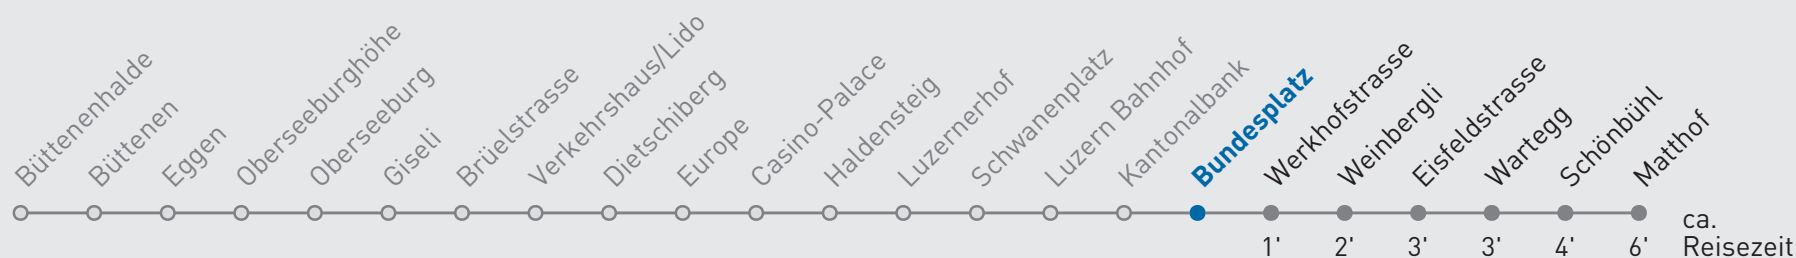 Büttenenhalde
Büttenen
Eggen
Oberseeburghöhe
Oberseeburg
Giseli
Brüelstrasse
Verkehrshaus/Lido
Dietschiberg
Europe
Casino-Palace
Haldensteig
Luzernerhof
Schwanenplatz
Luzern Bahnhof
Kantonalbank
Bundesplatz
Werkhofstrasse
Weinbergli
Eisfeldstrasse
Wartegg
Schönbühl
Matthof
ca.
1' 2' 3' 3' 4' 6' Reisezeit